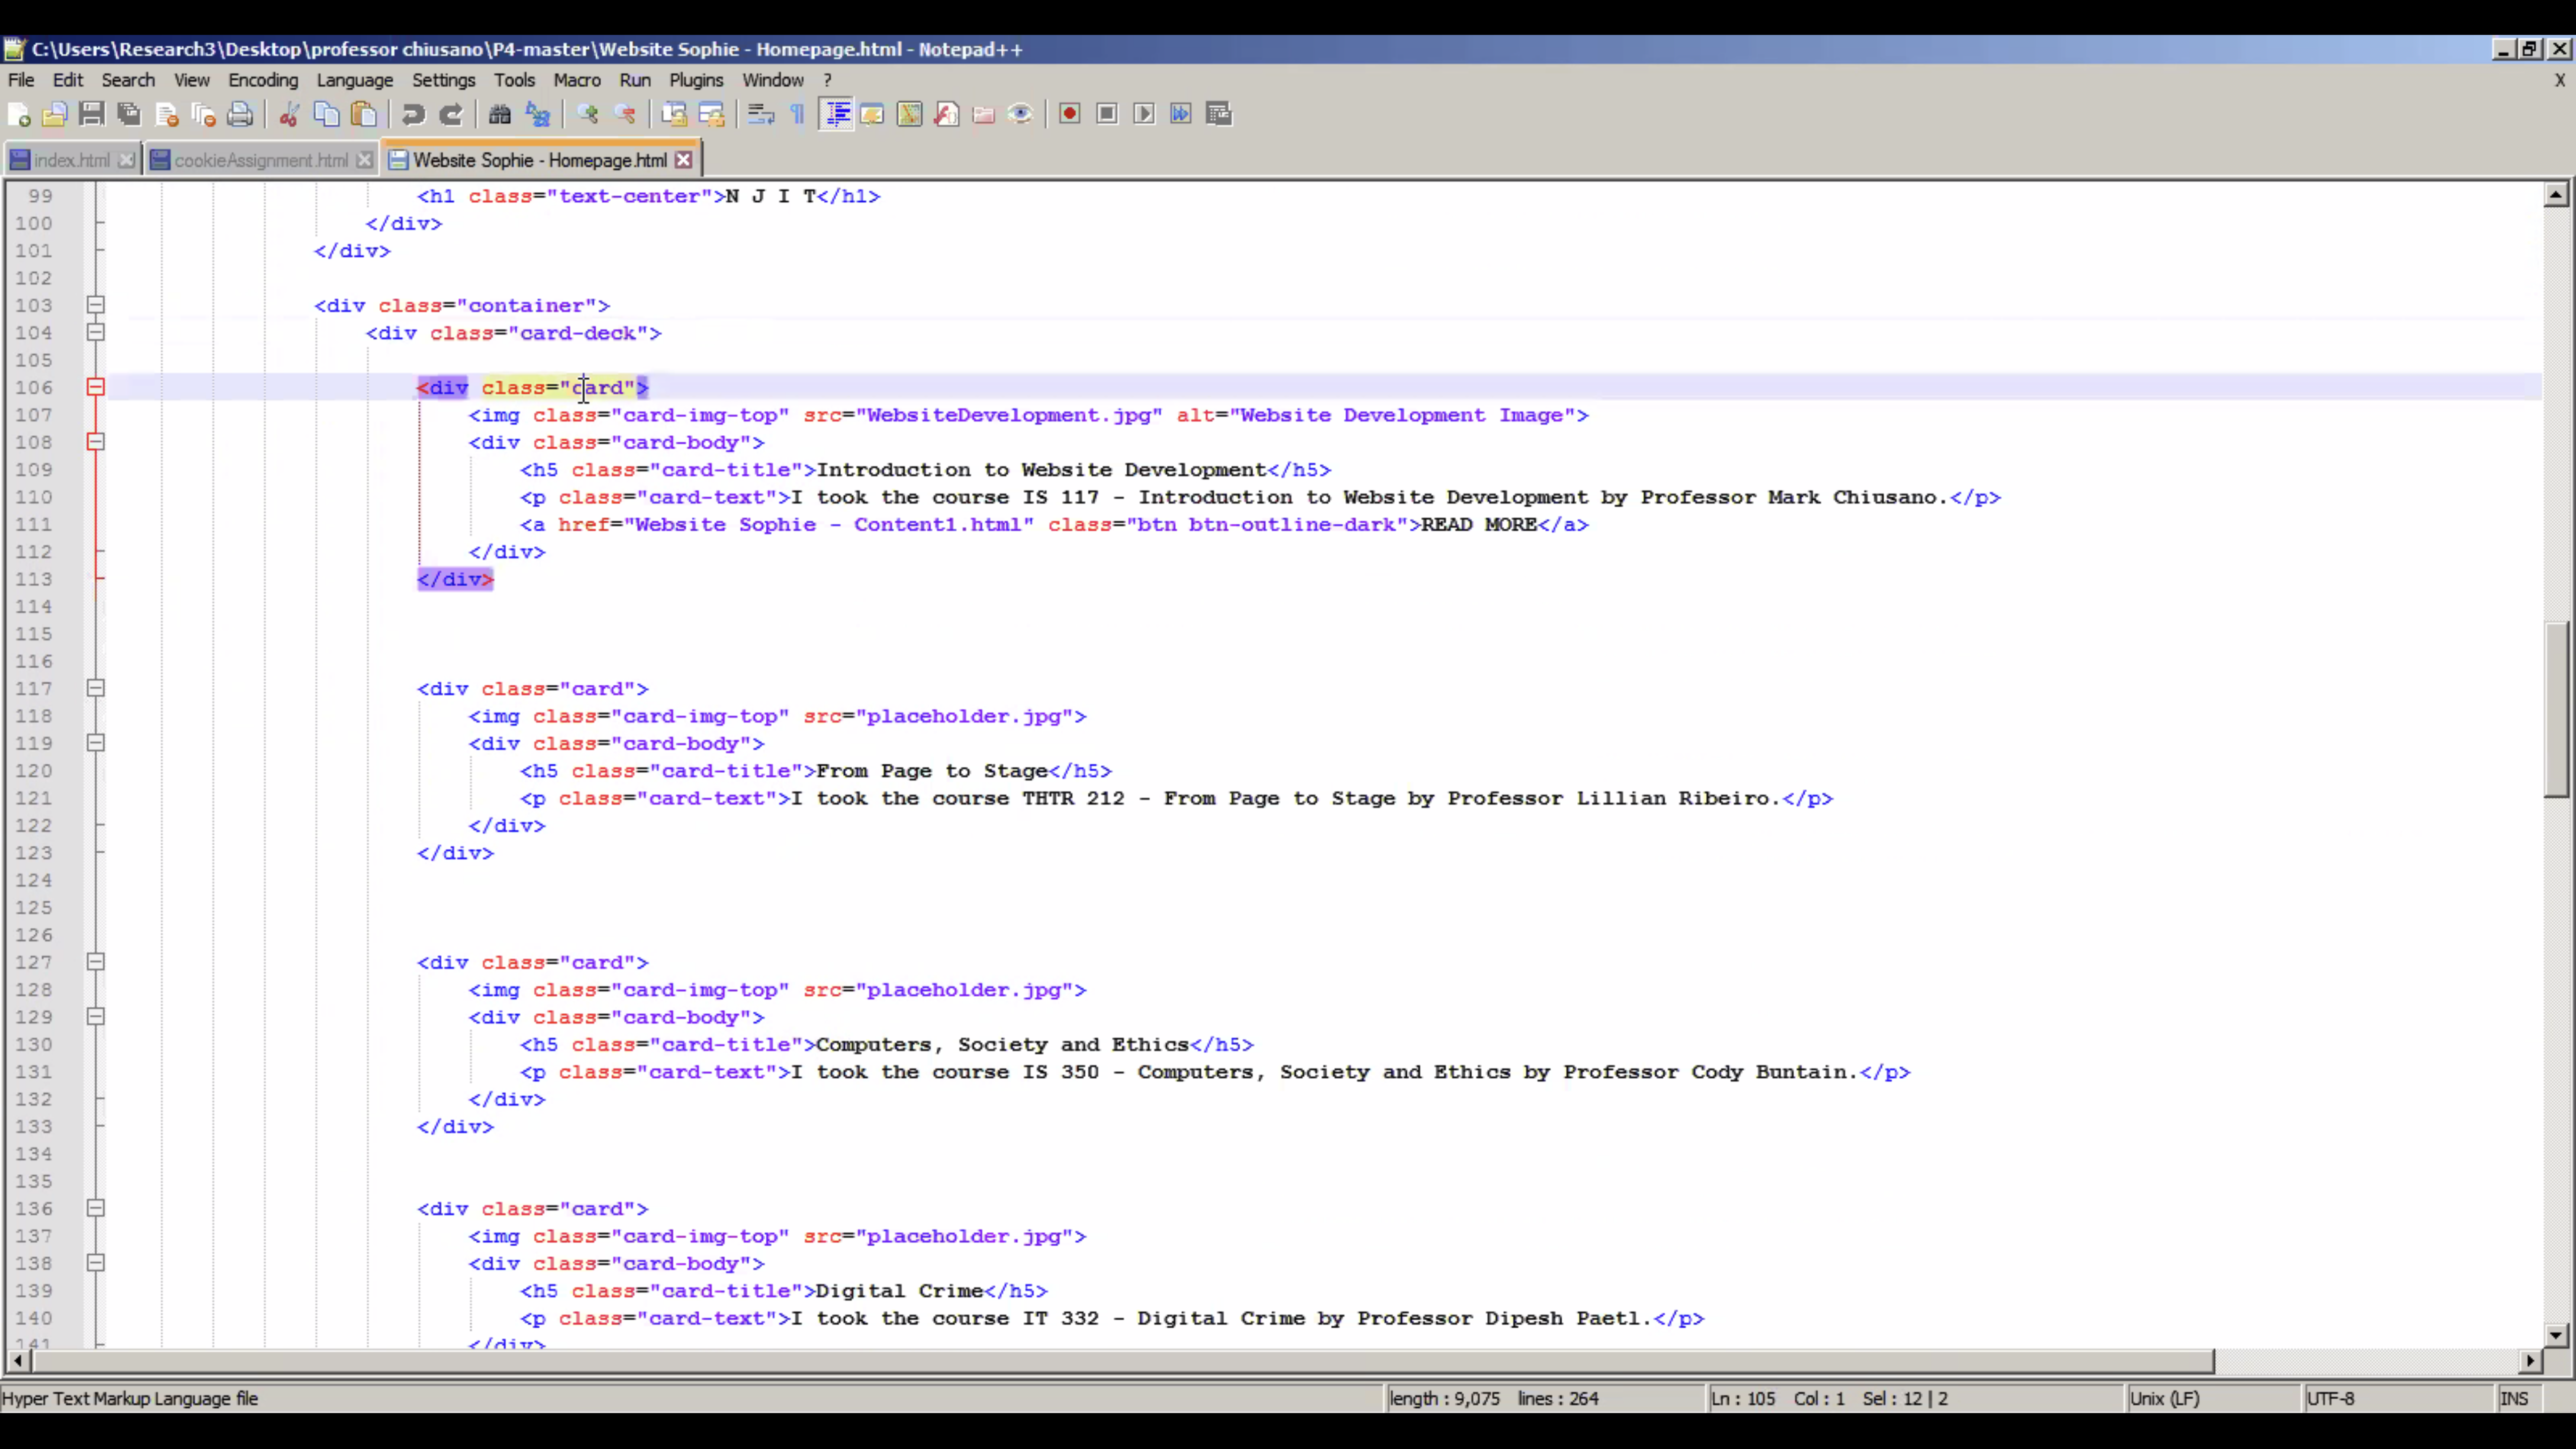 C:\Users\Research3\Desktop\professor chiusano\P4-master\Website Sophie - Homepage.html - Notepad++
File Edit Search View Encoding Language Settings Tools Macro Run Plugins Window ? X
index.html cookieAssignment.html Website Sophie - Homepage.html
99 <h1 class="text-center">N J I T</h1>
100 </div>
101 </div>
102
103 <div class="container">
104 <div class="card-deck">
105
106 <div class="card">
107 <img class="card-img-top" src="WebsiteDevelopment.jpg" alt="Website Development Image">
108 <div class="card-body">
109 <h5 class="card-title">Introduction to Website Development</h5>
110 <p class="card-text">I took the course IS 117 - Introduction to Website Development by Professor Mark Chiusano.</p>
111 <a href="Website Sophie - Content1.html" class="btn btn-outline-dark">READ MORE</a>
112 </div>
113 </div>
114
115
116
117 <div class="card">
118 <img class="card-img-top" src="placeholder.jpg">
119 <div class="card-body">
120 <h5 class="card-title">From Page to Stage</h5>
121 <p class="card-text">I took the course THTR 212 - From Page to Stage by Professor Lillian Ribeiro.</p>
122 </div>
123 </div>
124
125
126
127 <div class="card">
128 <img class="card-img-top" src="placeholder.jpg">
129 <div class="card-body">
130 <h5 class="card-title">Computers, Society and Ethics</h5>
131 <p class="card-text">I took the course IS 350 - Computers, Society and Ethics by Professor Cody Buntain.</p>
132 </div>
133 </div>
134
135
136 <div class="card">
137 <img class="card-img-top" src="placeholder.jpg">
138 <div class="card-body">
139 <h5 class="card-title">Digital Crime</h5>
140 <p class="card-text">I took the course IT 332 - Digital Crime by Professor Dipesh Paetl.</p>
141 </div>
Hyper Text Markup Language file length : 9,075 lines : 264 Ln : 105 Col : 1 Sel : 12 | 2 Unix (LF) UTF-8 INS